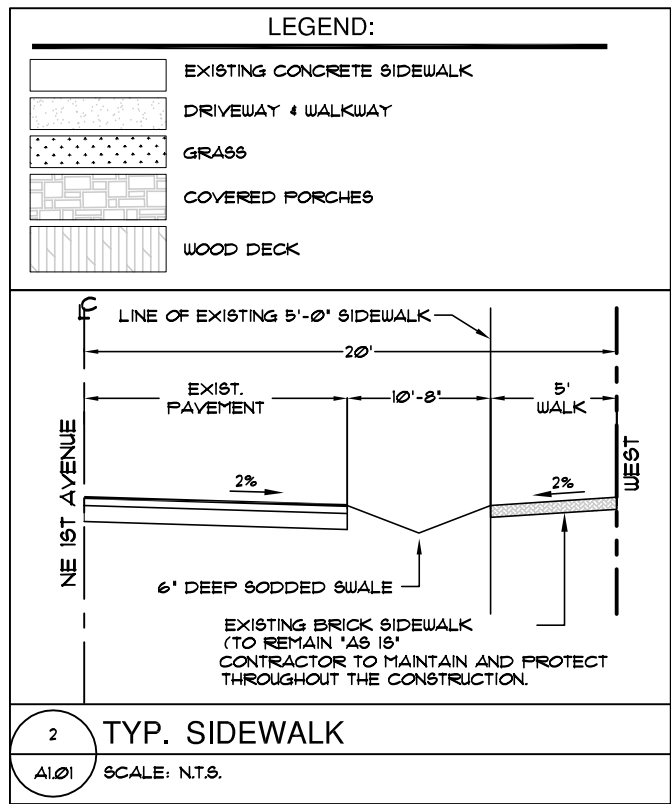 LEGEND:
EXISTING CONCRETE SIDEWALK
DRIVEWAY & WALKWAY
GRASS
COVERED PORCHES
WOOD DECK
LINE OF EXISTING 5'-0" SIDEWALK
20'
EXIST.
PAVEMENT
10'-8"
5'
WALK
NE 1ST AVENUE
2%
2%
WEST
6" DEEP SODDED SWALE
EXISTING BRICK SIDEWALK
(TO REMAIN "AS IS"
CONTRACTOR TO MAINTAIN AND PROTECT
THROUGHOUT THE CONSTRUCTION.
2
A1.01
TYP. SIDEWALK
SCALE: N.T.S.